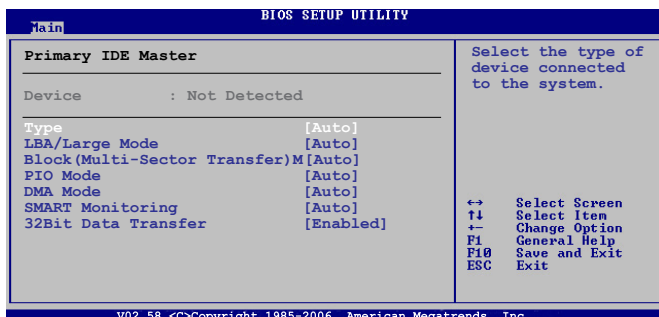 BIOS SETUP UTILITY
Main
Primary IDE Master
Device : Not Detected
Type [Auto]
LBA/Large Mode [Auto]
Block(Multi-Sector Transfer)M[Auto]
PIO Mode [Auto]
DMA Mode [Auto]
SMART Monitoring [Auto]
32Bit Data Transfer [Enabled]
Select the type of
device connected
to the system.
↔ Select Screen
↑↓ Select Item
+- Change Option
F1 General Help
F10 Save and Exit
ESC Exit
V02.58 <C>Copyright 1985-2006, American Megatrends, Inc.